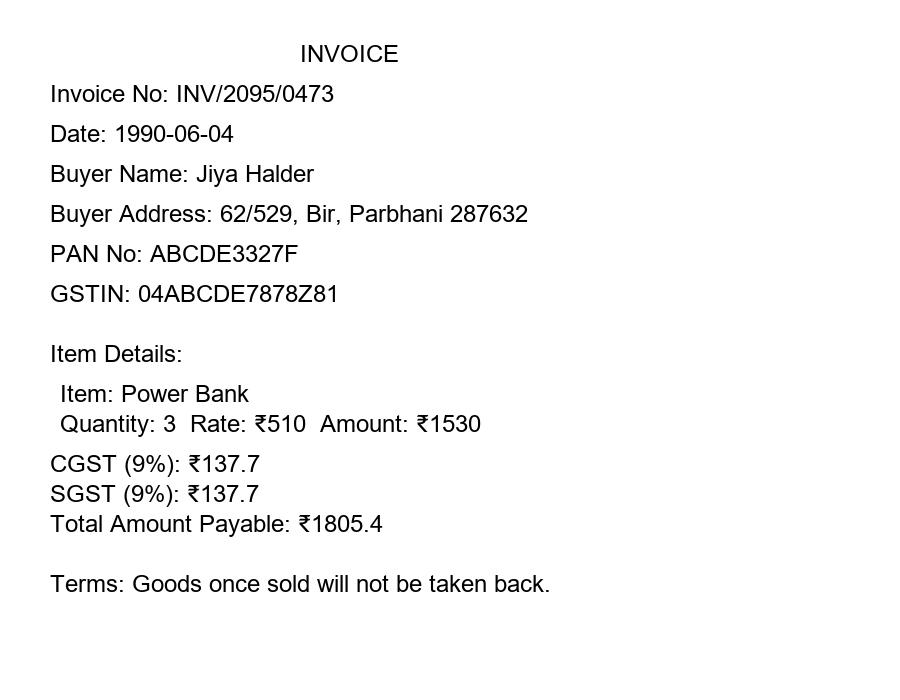 INVOICE
Invoice No: INV/2095/0473
Date: 1990-06-04
Buyer Name: Jiya Halder
Buyer Address: 62/529, Bir, Parbhani 287632
PAN No: ABCDE3327F
GSTIN: 04ABCDE7878Z81
Item Details:
Item: Power Bank
Quantity: 3  Rate: ₹510  Amount: ₹1530
CGST (9%): ₹137.7
SGST (9%): ₹137.7
Total Amount Payable: ₹1805.4
Terms: Goods once sold will not be taken back.